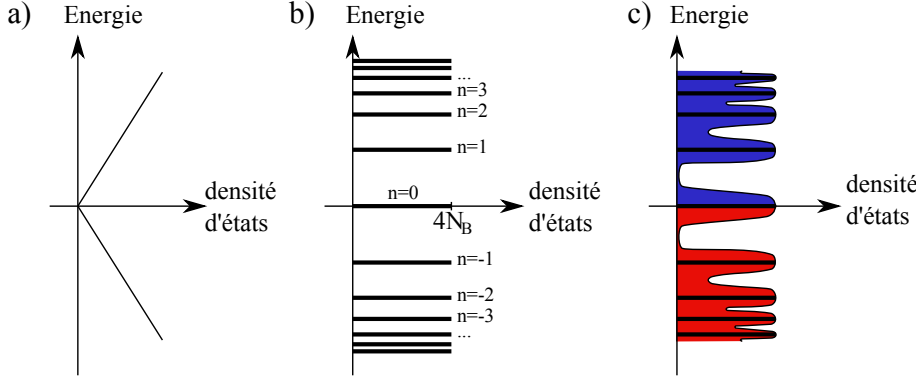 a)
Energie
densité
d'états
b)
Energie
...
n=3
n=2
n=1
n=0
densité
d'états
4N_B
n=-1
n=-2
n=-3
...
c)
Energie
densité
d'états